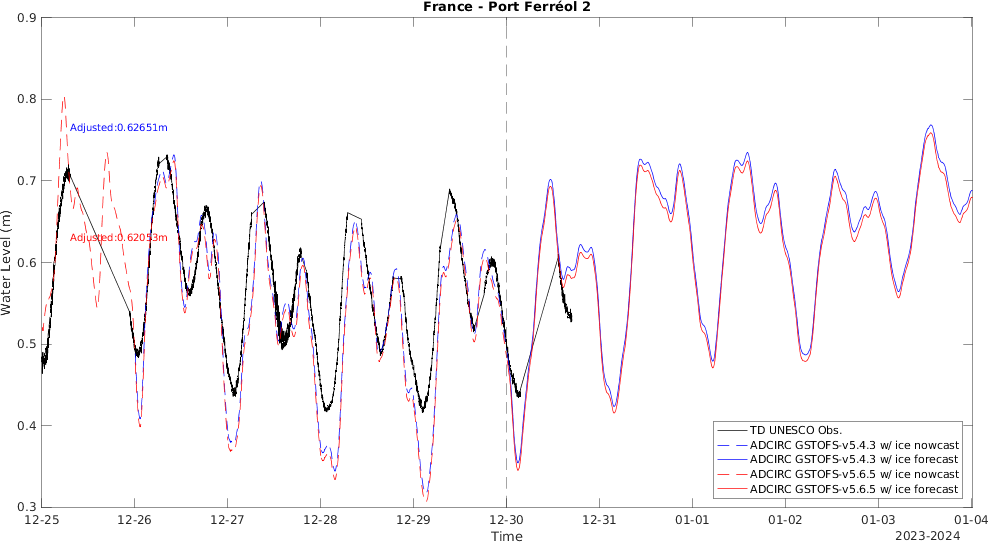 France - Port Ferréol 2
0.9
0.8
0.7
0.6
0.5
0.4
0.3
Water Level (m)
Adjusted:0.62651m
Adjusted:0.62053m
TD UNESCO Obs.
ADCIRC GSTOFS-v5.4.3 w/ ice nowcast
ADCIRC GSTOFS-v5.4.3 w/ ice forecast
ADCIRC GSTOFS-v5.6.5 w/ ice nowcast
ADCIRC GSTOFS-v5.6.5 w/ ice forecast
12-25 12-26 12-27 12-28 12-29 12-30 12-31 01-01 01-02 01-03 01-04
Time
2023-2024